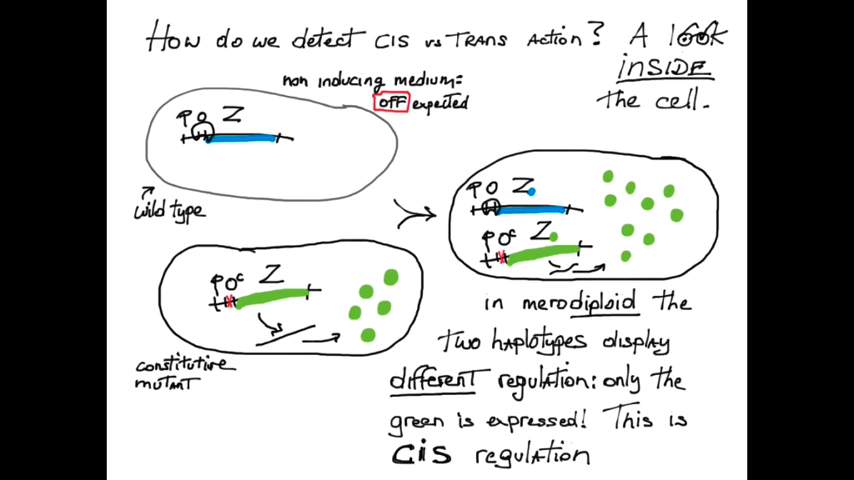 How do we detect CIS vs TRANS Action? A look
INSIDE
the cell.
non inducing medium:
OFF expected
P O Z
wild type
P Oᶜ Z
constitutive
mutant
P O Z
P Oᶜ Z
in merodiploid the
two haplotypes display
different regulation: only the
green is expressed! This is
CIS regulation